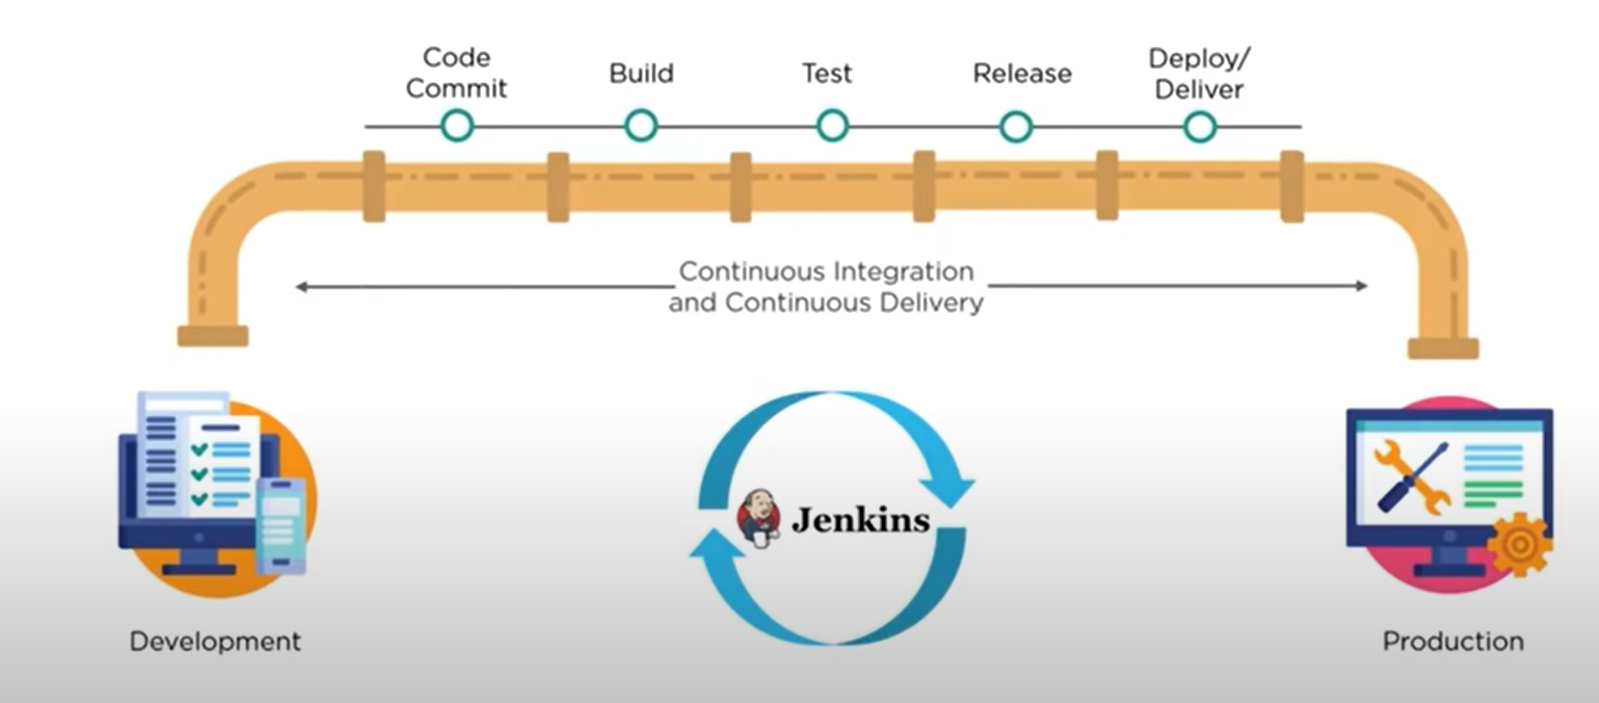 Code
Commit
Build
Test
Release
Deploy/
Deliver
Continuous Integration
and Continuous Delivery
Jenkins
Development
Production